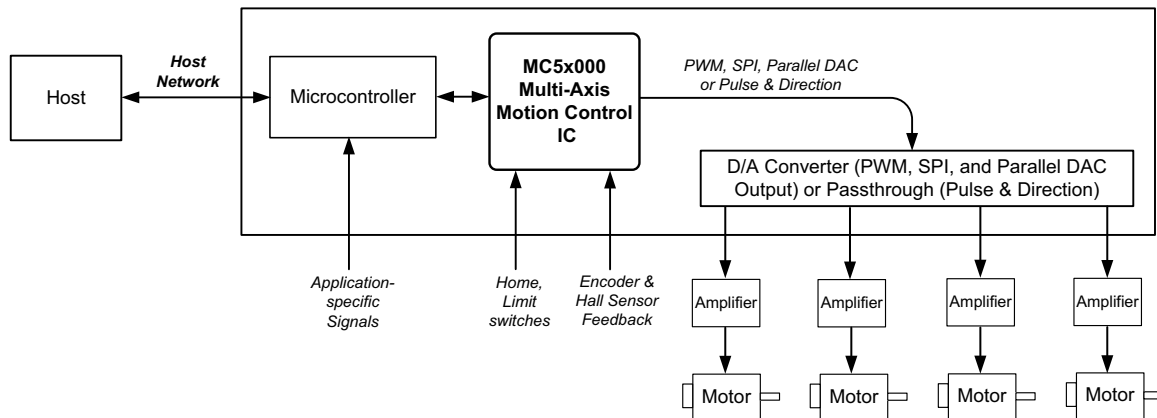 Host
Host
Network
Microcontroller
MC5x000
Multi-Axis
Motion Control
IC
PWM, SPI, Parallel DAC
or Pulse & Direction
D/A Converter (PWM, SPI, and Parallel DAC
Output) or Passthrough (Pulse & Direction)
Application-
specific
Signals
Home,
Limit
switches
Encoder &
Hall Sensor
Feedback
Amplifier
Amplifier
Amplifier
Amplifier
Motor
Motor
Motor
Motor